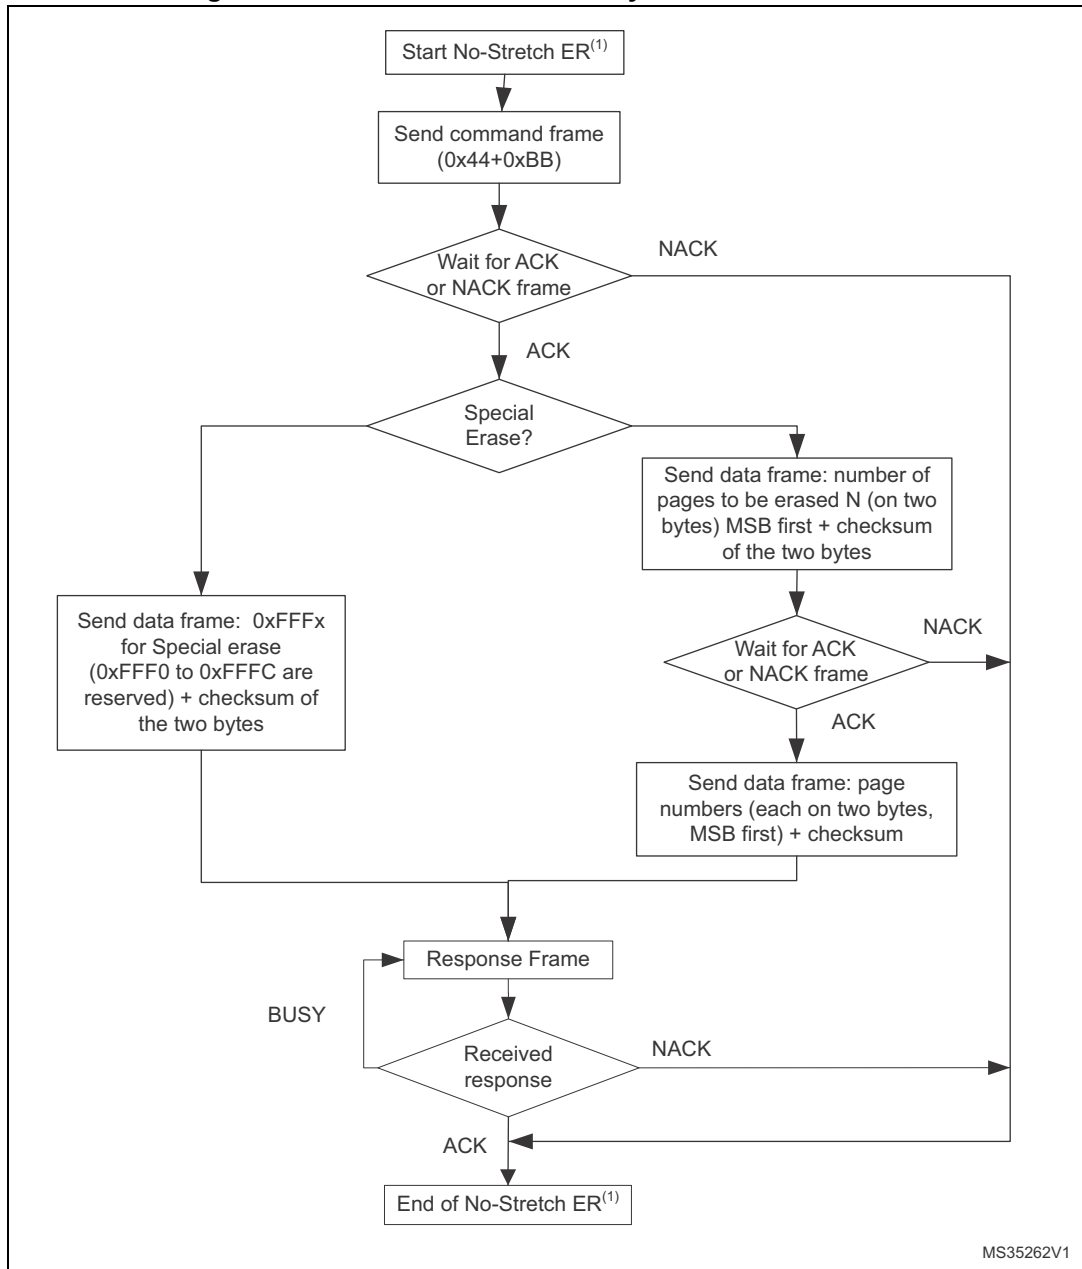 Start No-Stretch ER(1)
Send command frame
(0x44+0xBB)
Wait for ACK
or NACK frame
NACK
ACK
Special
Erase?
Send data frame: number of
pages to be erased N (on two
bytes) MSB first + checksum
of the two bytes
Send data frame: 0xFFFx
for Special erase
(0xFFF0 to 0xFFFC are
reserved) + checksum of
the two bytes
Wait for ACK
or NACK frame
NACK
ACK
Send data frame: page
numbers (each on two bytes,
MSB first) + checksum
Response Frame
BUSY
Received
response
NACK
ACK
End of No-Stretch ER(1)
MS35262V1